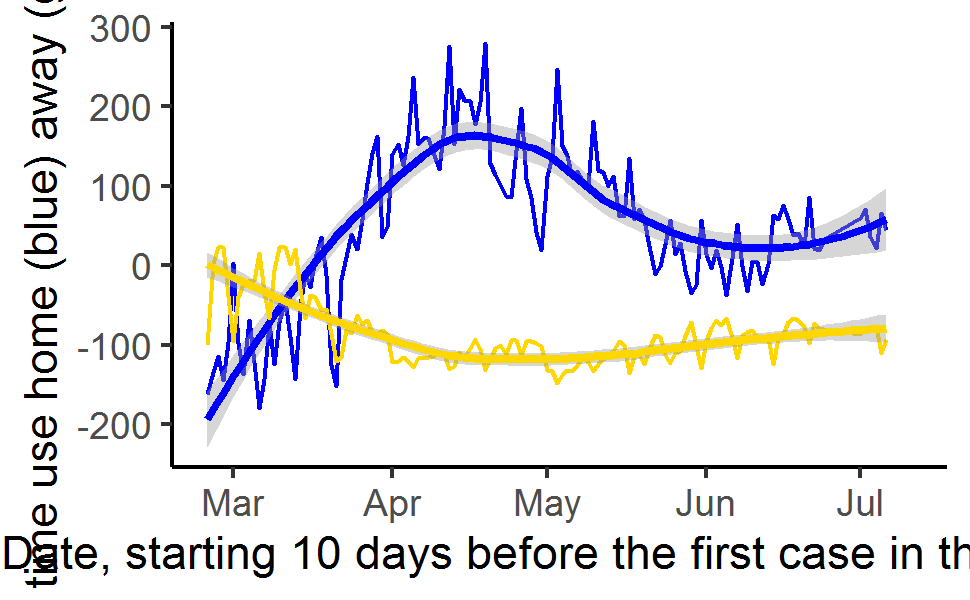 300
200
100
0
-100
-200
time use home (blue) away (
Mar Apr May Jun Jul
Date, starting 10 days before the first case in th